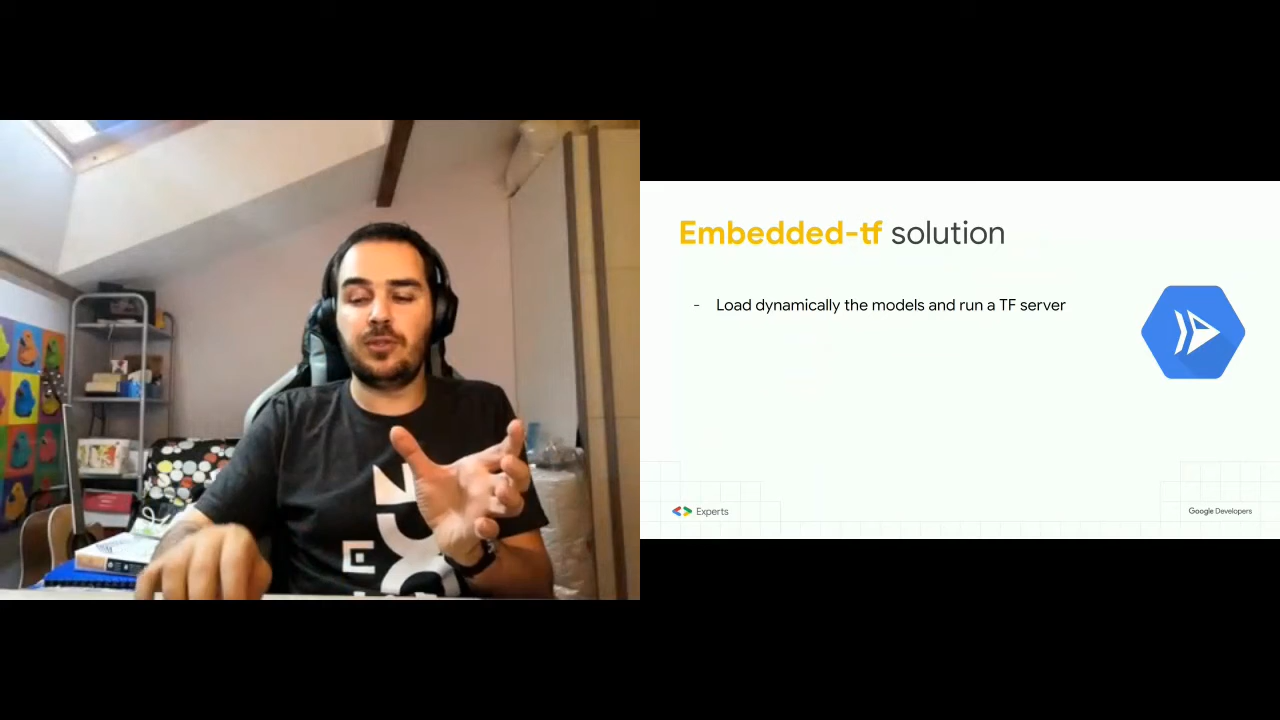 Embedded-tf solution
- Load dynamically the models and run a TF server
Experts
Google Developers